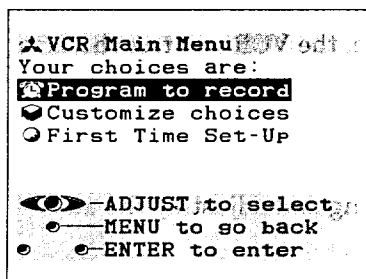 VCR Main Menu
Your choices are:
Program to record
Customize choices
First Time Set-Up
ADJUST to select
MENU to go back
ENTER to enter